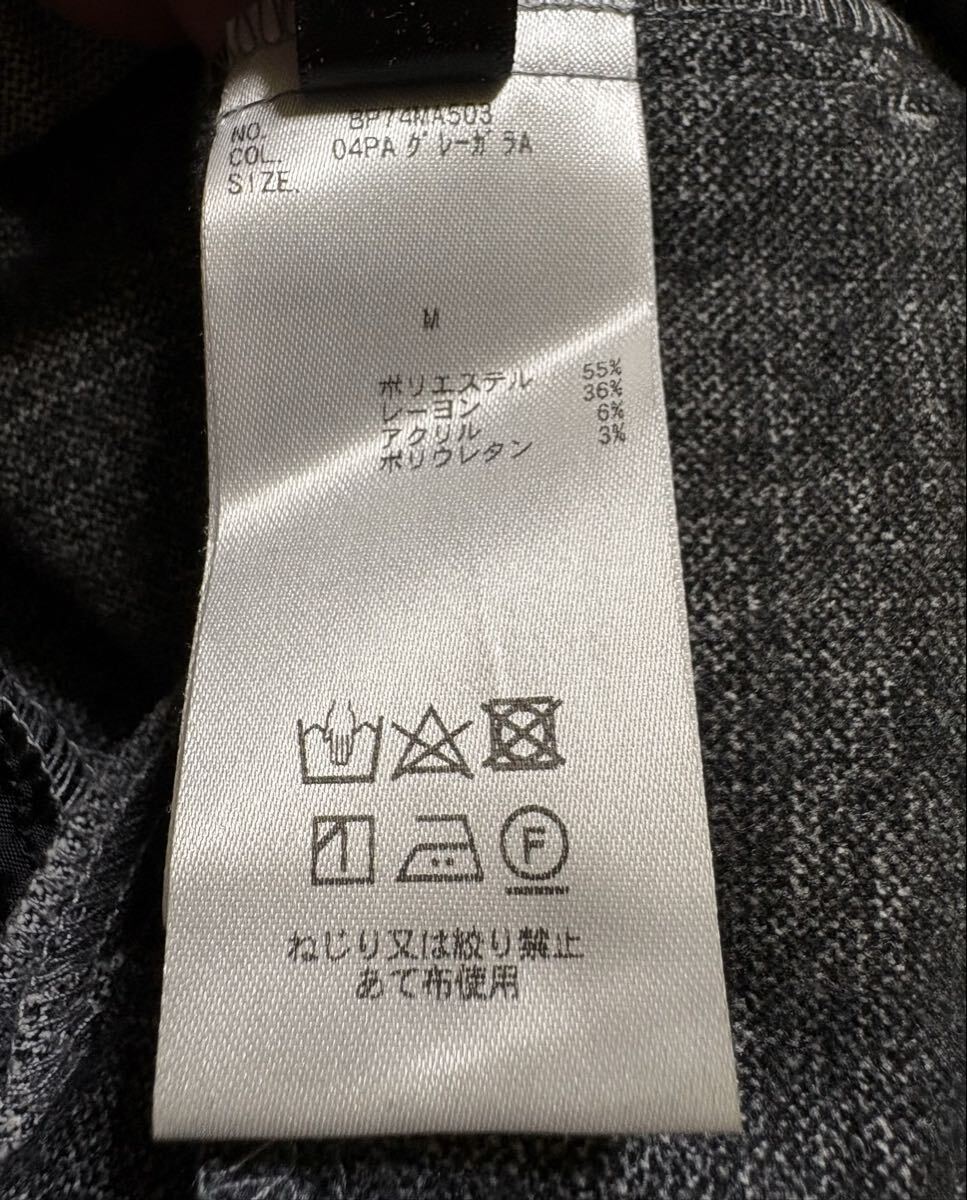 NO. BP74MA503
COL. 04PA グレーガラA
SIZE.
M
ポリエステル 55%
レーヨン 36%
アクリル 6%
ポリウレタン 3%
F
ねじり又は絞り禁止
あて布使用